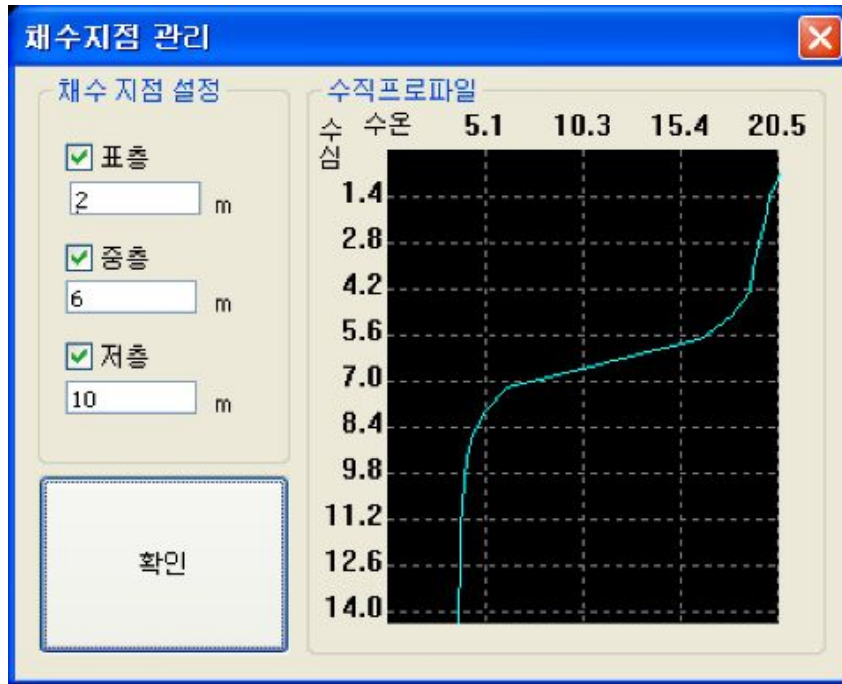 채수지점 관리
채수 지점 설정
표층
2 m
중층
6 m
저층
10 m
확인
수직프로파일
수심
수온 5.1 10.3 15.4 20.5
1.4
2.8
4.2
5.6
7.0
8.4
9.8
11.2
12.6
14.0